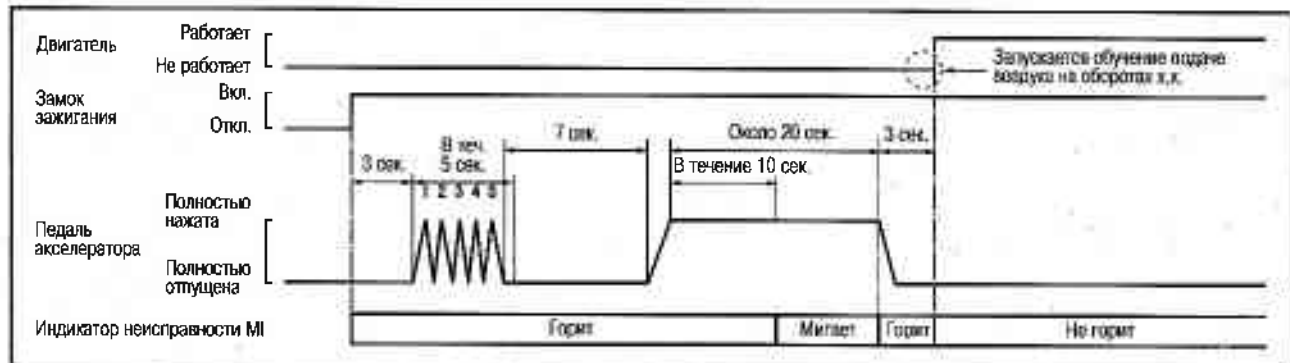 Двигатель
Работает
Не работает
Запускается обучение подаче
воздуха на оборотах х.х.
Замок
зажигания
Вкл.
Откл.
3 сек.
В теч.
5 сек.
1 2 3 4 5
7 сек.
Около 20 сек.
3 сек.
В течение 10 сек.
Педаль
акселератора
Полностью
нажата
Полностью
отпущена
Индикатор неисправности MI
Горит
Мигает
Горит
Не горит